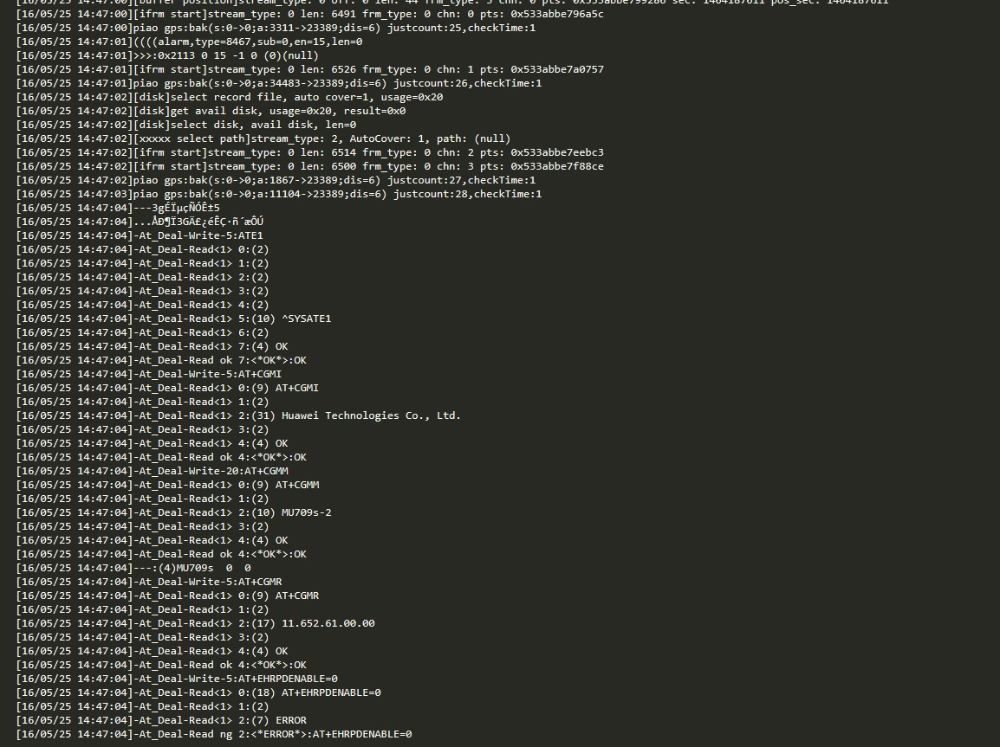 [16/05/25 14:47:00][buffer position]stream_type: 0 off: 0 len: 44 frm_type: 5 chn: 0 pts: 0x533abbe799286 sec: 1464187611 pos_sec: 1464187611
[16/05/25 14:47:00][ifrm start]stream_type: 0 len: 6491 frm_type: 0 chn: 0 pts: 0x533abbe796a5c
[16/05/25 14:47:00]piao gps:bak(s:0->0;a:3311->23389;dis=6) justcount:25,checkTime:1
[16/05/25 14:47:01]((((alarm,type=8467,sub=0,en=15,len=0
[16/05/25 14:47:01]>>>:0x2113 0 15 -1 0 (0)(null)
[16/05/25 14:47:01][ifrm start]stream_type: 0 len: 6526 frm_type: 0 chn: 1 pts: 0x533abbe7a0757
[16/05/25 14:47:01]piao gps:bak(s:0->0;a:34483->23389;dis=6) justcount:26,checkTime:1
[16/05/25 14:47:02][disk]select record file, auto cover=1, usage=0x20
[16/05/25 14:47:02][disk]get avail disk, usage=0x20, result=0x0
[16/05/25 14:47:02][disk]select disk, avail disk, len=0
[16/05/25 14:47:02][xxxxx select path]stream_type: 2, AutoCover: 1, path: (null)
[16/05/25 14:47:02][ifrm start]stream_type: 0 len: 6514 frm_type: 0 chn: 2 pts: 0x533abbe7eebc3
[16/05/25 14:47:02][ifrm start]stream_type: 0 len: 6500 frm_type: 0 chn: 3 pts: 0x533abbe7f88ce
[16/05/25 14:47:02]piao gps:bak(s:0->0;a:1867->23389;dis=6) justcount:27,checkTime:1
[16/05/25 14:47:03]piao gps:bak(s:0->0;a:11104->23389;dis=6) justcount:28,checkTime:1
[16/05/25 14:47:04]---3gÉÏµçÑÓÊ±5
[16/05/25 14:47:04]...ÅÐ¶Ï3GÄ£¿éÊÇ·ñ´æÔÚ
[16/05/25 14:47:04]-At_Deal-Write-5:ATE1
[16/05/25 14:47:04]-At_Deal-Read<1> 0:(2)
[16/05/25 14:47:04]-At_Deal-Read<1> 1:(2)
[16/05/25 14:47:04]-At_Deal-Read<1> 2:(2)
[16/05/25 14:47:04]-At_Deal-Read<1> 3:(2)
[16/05/25 14:47:04]-At_Deal-Read<1> 4:(2)
[16/05/25 14:47:04]-At_Deal-Read<1> 5:(10) ^SYSATE1
[16/05/25 14:47:04]-At_Deal-Read<1> 6:(2)
[16/05/25 14:47:04]-At_Deal-Read<1> 7:(4) OK
[16/05/25 14:47:04]-At_Deal-Read ok 7:<*OK*>:OK
[16/05/25 14:47:04]-At_Deal-Write-5:AT+CGMI
[16/05/25 14:47:04]-At_Deal-Read<1> 0:(9) AT+CGMI
[16/05/25 14:47:04]-At_Deal-Read<1> 1:(2)
[16/05/25 14:47:04]-At_Deal-Read<1> 2:(31) Huawei Technologies Co., Ltd.
[16/05/25 14:47:04]-At_Deal-Read<1> 3:(2)
[16/05/25 14:47:04]-At_Deal-Read<1> 4:(4) OK
[16/05/25 14:47:04]-At_Deal-Read ok 4:<*OK*>:OK
[16/05/25 14:47:04]-At_Deal-Write-20:AT+CGMM
[16/05/25 14:47:04]-At_Deal-Read<1> 0:(9) AT+CGMM
[16/05/25 14:47:04]-At_Deal-Read<1> 1:(2)
[16/05/25 14:47:04]-At_Deal-Read<1> 2:(10) MU709s-2
[16/05/25 14:47:04]-At_Deal-Read<1> 3:(2)
[16/05/25 14:47:04]-At_Deal-Read<1> 4:(4) OK
[16/05/25 14:47:04]-At_Deal-Read ok 4:<*OK*>:OK
[16/05/25 14:47:04]---:(4)MU709s  0  0
[16/05/25 14:47:04]-At_Deal-Write-5:AT+CGMR
[16/05/25 14:47:04]-At_Deal-Read<1> 0:(9) AT+CGMR
[16/05/25 14:47:04]-At_Deal-Read<1> 1:(2)
[16/05/25 14:47:04]-At_Deal-Read<1> 2:(17) 11.652.61.00.00
[16/05/25 14:47:04]-At_Deal-Read<1> 3:(2)
[16/05/25 14:47:04]-At_Deal-Read<1> 4:(4) OK
[16/05/25 14:47:04]-At_Deal-Read ok 4:<*OK*>:OK
[16/05/25 14:47:04]-At_Deal-Write-5:AT+EHRPDENABLE=0
[16/05/25 14:47:04]-At_Deal-Read<1> 0:(18) AT+EHRPDENABLE=0
[16/05/25 14:47:04]-At_Deal-Read<1> 1:(2)
[16/05/25 14:47:04]-At_Deal-Read<1> 2:(7) ERROR
[16/05/25 14:47:04]-At_Deal-Read ng 2:<*ERROR*>:AT+EHRPDENABLE=0